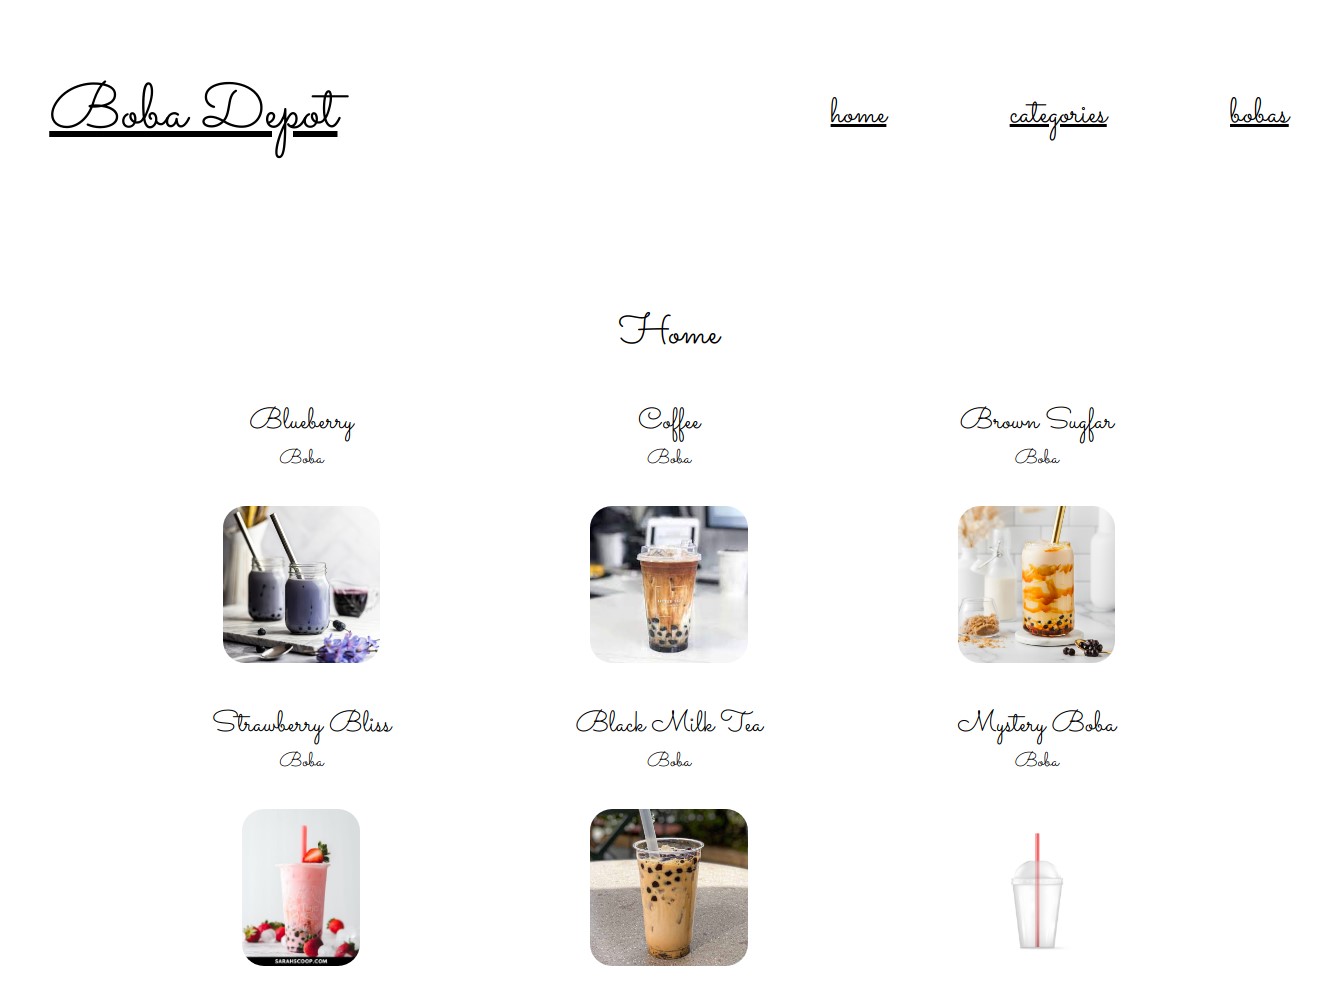 Boba Depot
home categories bobas
Home
Blueberry Coffee Brown Sugfar
Boba Boba Boba
Strawberry Bliss Black Milk Tea Mystery Boba
Boba Boba Boba
SARAHSCOOP.COM